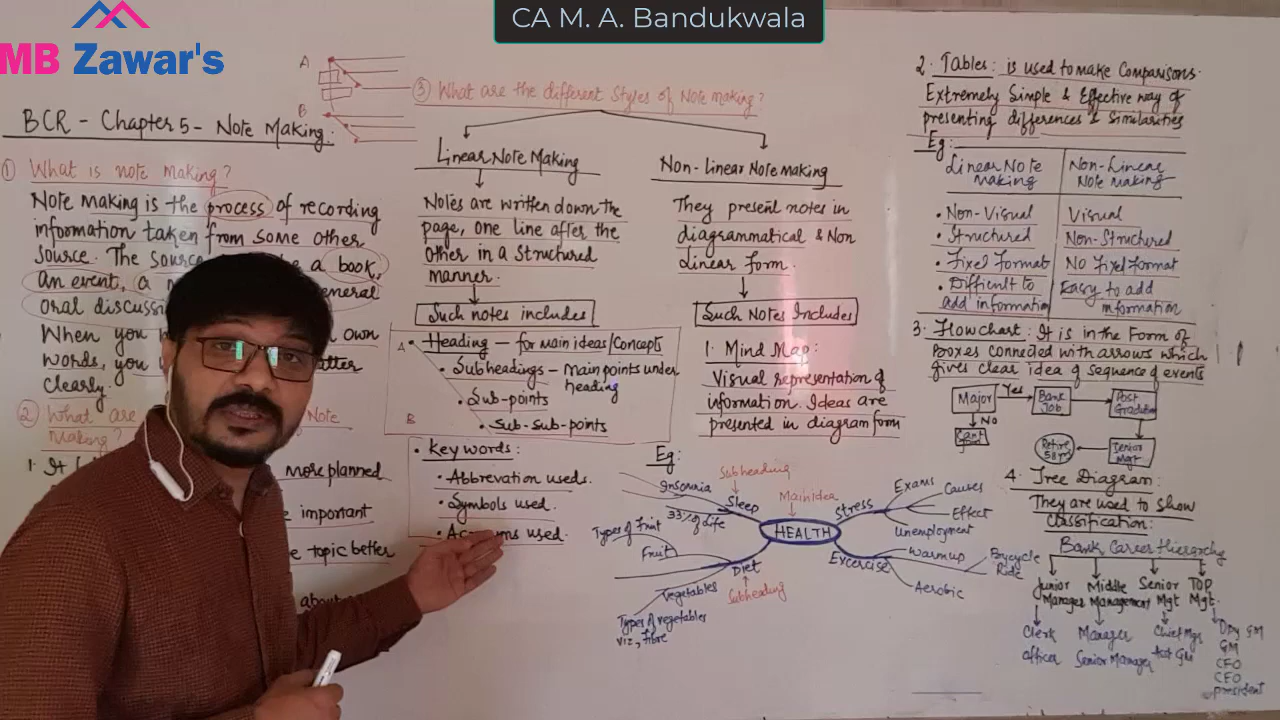 CA M. A. Bandukwala
MB Zawar's
BCR - Chapter 5 - Note Making:
① What is note making?
Note making is the process of recording
information taken from some other
source. The source a book,
an event, a general
oral discussi
When you own
words, you
clearly.
② What are Note
Making?
1. It more planned
important
topic better
A
B
③ What are the different styles of Note making?
Linear Note Making
Notes are written down the
page, one line after the
other in a Structured
manner.
Such notes includes
A
• Heading - for main ideas/Concepts
• Subheadings - Main points under
heading
• Sub-points
B
• Sub-sub-points
• Key words:
• Abbrevation used.
• Symbols used.
used.
Non-Linear Note making
They present notes in
diagrammatical & Non
Linear form.
Such Notes Includes
1. Mind Map:
Visual representation of
information. Ideas are
presented in diagram form
Eg:
Subheading
Main idea
Insomnia
Sleep
33% of Life
HEALTH
Stress
Exams
Causes
Effect
Unemployment
Types of Fruit
Fruit
Diet
Vegetables
Subheading
Types of vegetables
viz, Fibre
Excercise
Warmup
Bicycle
Ride
Aerobic
2. Tables: is used to make Comparisons.
Extremely Simple & Effective way of
presenting differences & Similarities
Eg:
Linear Note making
Non-Linear Note making
• Non-Visual
Visual
• Structured
Non-Structured
• Fixed Format
No Fixed Format
• Difficult to add information
Easy to add information
3. Flowchart: It is in the Form of
boxes connected with arrows which
gives clear idea of sequence of events
Major
Yes
Bank Job
Post
No
Retire
Senior Mgt
4. Tree Diagram:
They are used to show
Classification:
Bank Career Hierarchy
Junior Manager
Middle Management
Senior Mgt
Top Mgt.
Clerk
Officer
Manager
Senior Manager
Chief Mgr
Asst GM
Dpy GM
GM
CFO
CEO
president